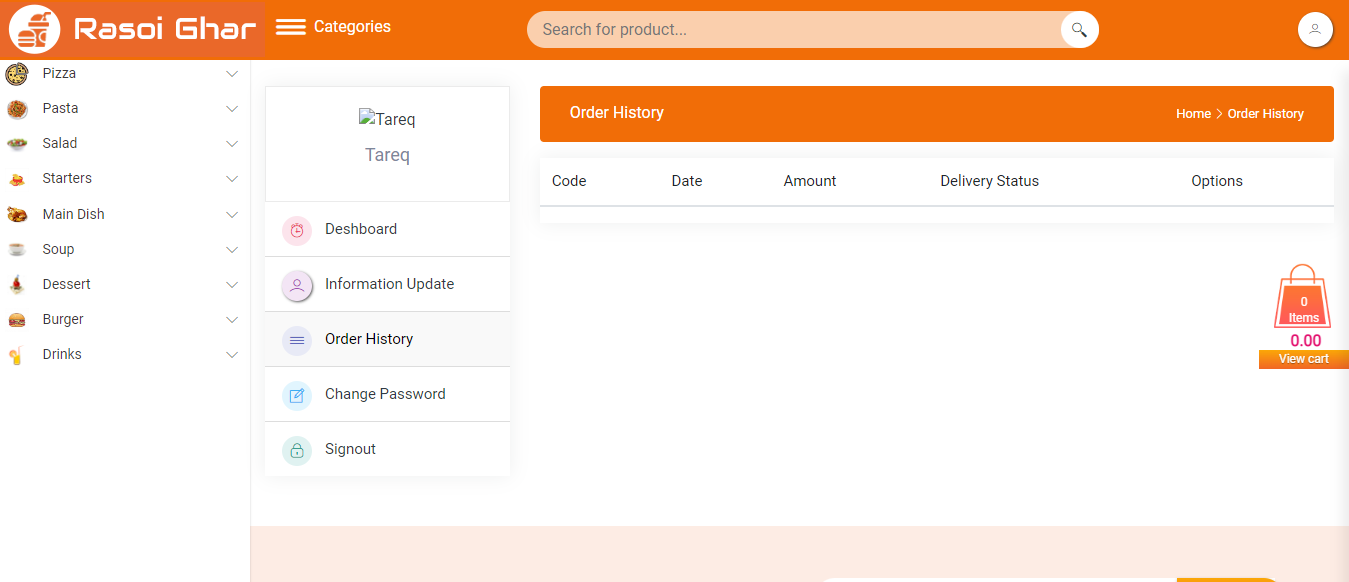 Rasoi Ghar
Categories
Search for product...
Pizza
Pasta
Salad
Starters
Main Dish
Soup
Dessert
Burger
Drinks
Tareq
Tareq
Deshboard
Information Update
Order History
Change Password
Signout
Order History
Home > Order History
Code Date Amount Delivery Status Options
0
Items
0.00
View cart